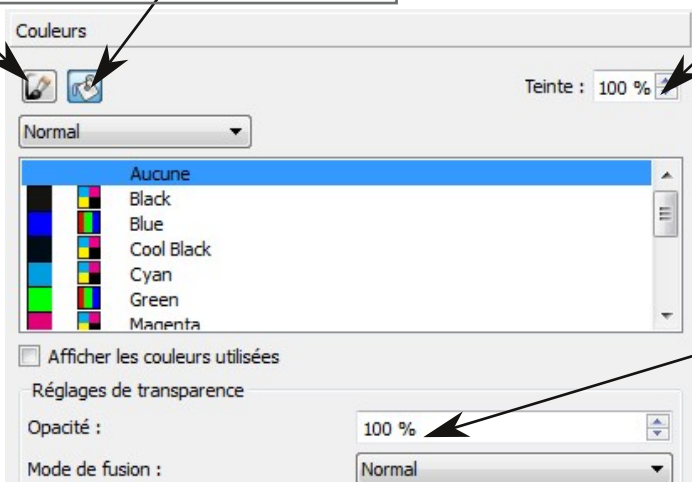 Couleurs
Teinte : 100 %
Normal
Aucune
Black
Blue
Cool Black
Cyan
Green
Magenta
Afficher les couleurs utilisées
Réglages de transparence
Opacité : 100 %
Mode de fusion : Normal